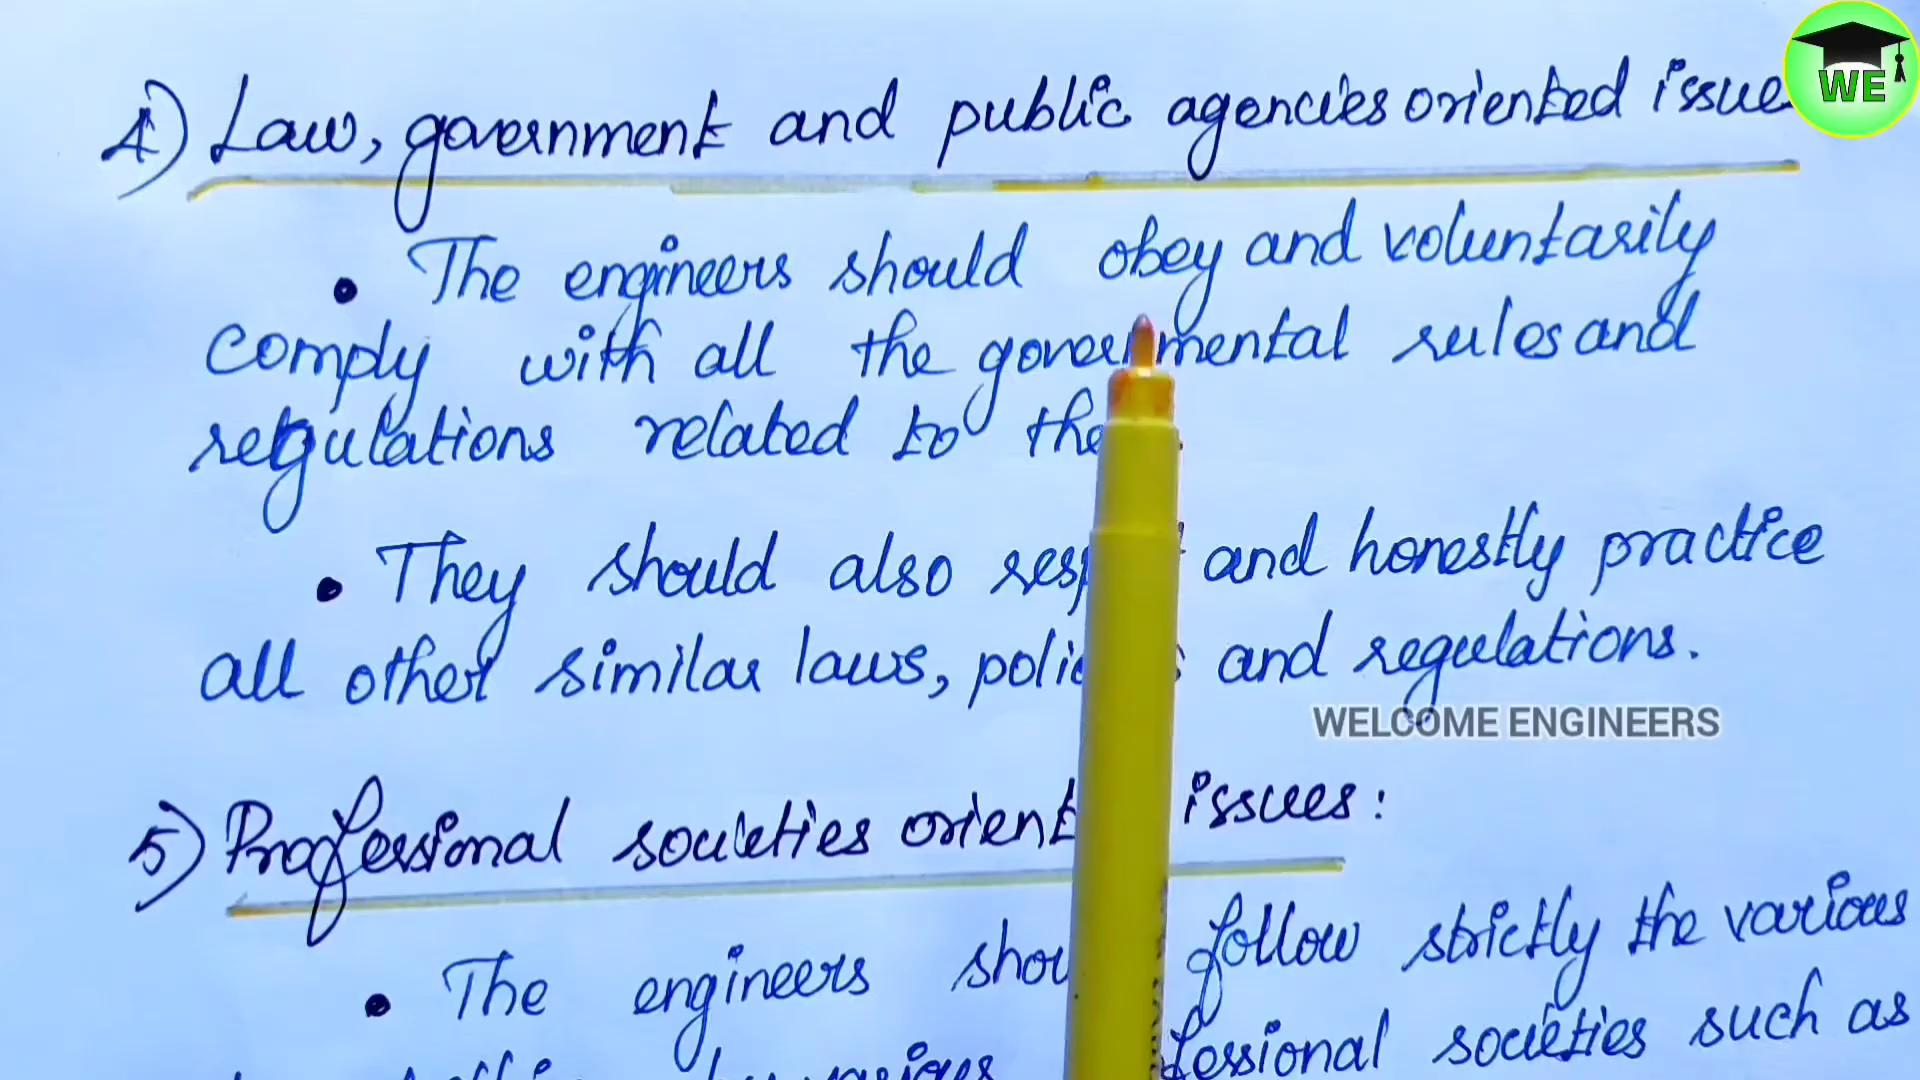 WE
4) Law, government and public agencies oriented issue
• The engineers should obey and voluntarily
comply with all the governmental rules and
regulations related to
• They should also and honestly practice
all other similar laws, and regulations.
WELCOME ENGINEERS
5) Professional societies issues:
• The engineers follow strictly the various
societies such as